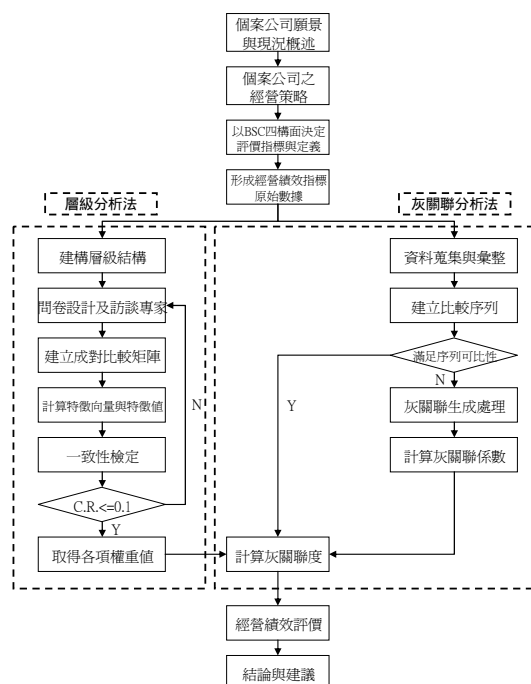 個案公司願景
與現況概述
個案公司之
經營策略
以BSC四構面決定
評價指標與定義
形成經營績效指標
原始數據
層級分析法
灰關聯分析法
建構層級結構
問卷設計及訪談專家
建立成對比較矩陣
計算特徵向量與特徵值
N
一致性檢定
C.R.<=0.1
Y
取得各項權重值
資料蒐集與彙整
建立比較序列
滿足序列可比性
N
Y
灰關聯生成處理
計算灰關聯係數
計算灰關聯度
經營績效評價
結論與建議